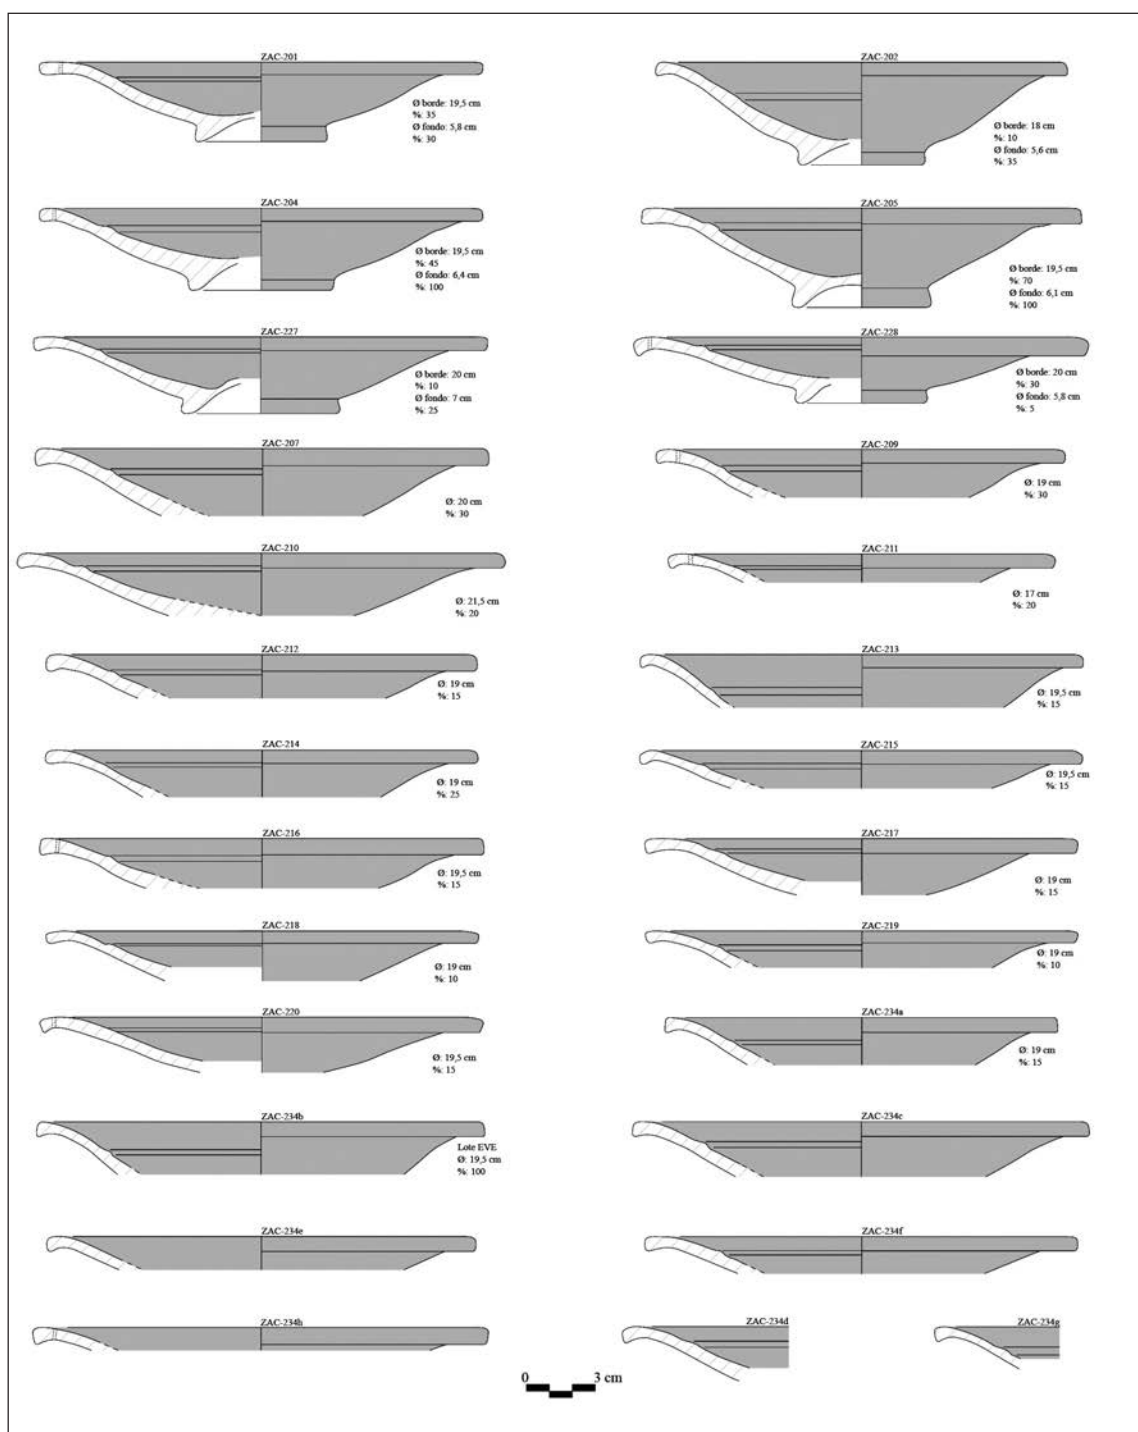 ZAC-201
Ø borde: 19,5 cm
%: 35
Ø fondo: 5,8 cm
%: 30
ZAC-202
Ø borde: 18 cm
%: 10
Ø fondo: 5,6 cm
%: 35
ZAC-204
Ø borde: 19,5 cm
%: 45
Ø fondo: 6,4 cm
%: 100
ZAC-205
Ø borde: 19,5 cm
%: 70
Ø fondo: 6,1 cm
%: 100
ZAC-227
Ø borde: 20 cm
%: 10
Ø fondo: 7 cm
%: 25
ZAC-228
Ø borde: 20 cm
%: 30
Ø fondo: 5,8 cm
%: 5
ZAC-207
Ø: 20 cm
%: 30
ZAC-209
Ø: 19 cm
%: 30
ZAC-210
Ø: 21,5 cm
%: 20
ZAC-211
Ø: 17 cm
%: 20
ZAC-212
Ø: 19 cm
%: 15
ZAC-213
Ø: 19,5 cm
%: 15
ZAC-214
Ø: 19 cm
%: 25
ZAC-215
Ø: 19,5 cm
%: 15
ZAC-216
Ø: 19,5 cm
%: 15
ZAC-217
Ø: 19 cm
%: 15
ZAC-218
Ø: 19 cm
%: 10
ZAC-219
Ø: 19 cm
%: 10
ZAC-220
Ø: 19,5 cm
%: 15
ZAC-234a
Ø: 19 cm
%: 15
ZAC-234b
Lote EVE
Ø: 19,5 cm
%: 100
ZAC-234c
ZAC-234e
ZAC-234f
ZAC-234h
ZAC-234d
ZAC-234g
0 3 cm